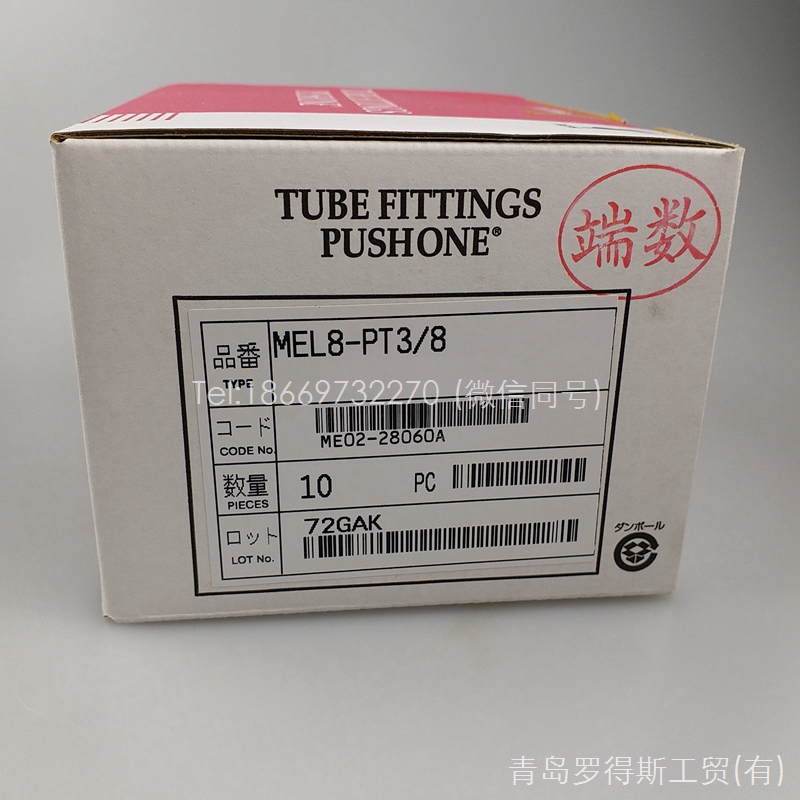 TUBE FITTINGS
PUSHONE®
端数
品番 MEL8-PT3/8
TYPE
Tel:18669732270 (微信同号)
コード
CODE No. ME02-28060A
数量 10 PC
PIECES
ロット 72GAK
LOT No.
ダンボール
青岛罗得斯工贸(有)